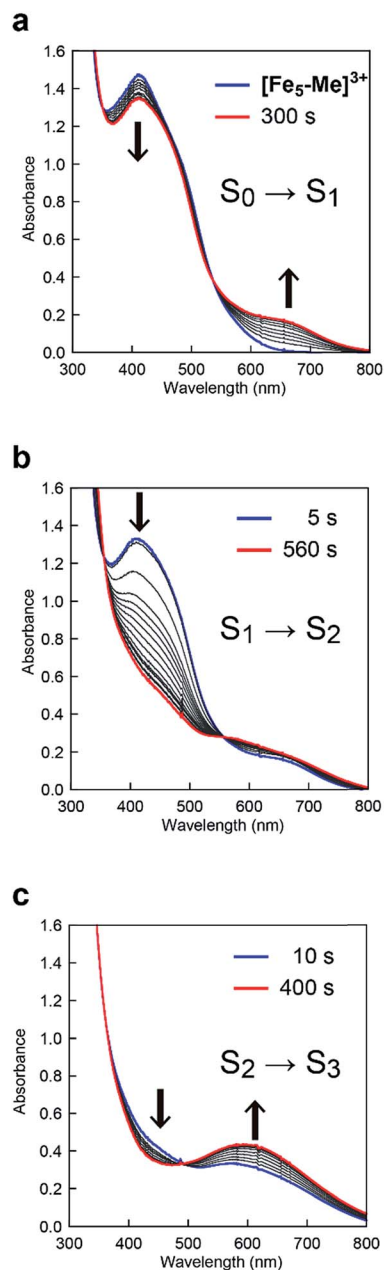 a
1.6
1.4
1.2
1.0
0.8
0.6
0.4
0.2
0.0
Absorbance
[Fe₅-Me]³⁺
300 s
S₀ → S₁
300 400 500 600 700 800
Wavelength (nm)
b
1.6
1.4
1.2
1.0
0.8
0.6
0.4
0.2
0.0
Absorbance
5 s
560 s
S₁ → S₂
300 400 500 600 700 800
Wavelength (nm)
c
1.6
1.4
1.2
1.0
0.8
0.6
0.4
0.2
0.0
Absorbance
10 s
400 s
S₂ → S₃
300 400 500 600 700 800
Wavelength (nm)